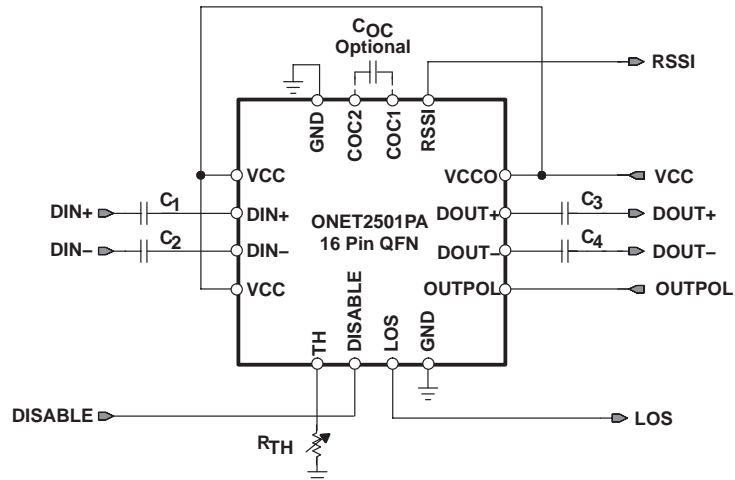 COC
Optional
RSSI
GND
COC2
COC1
RSSI
VCC
VCCO
VCC
DIN+
C1
DIN+
ONET2501PA
16 Pin QFN
DOUT+
C3
DOUT+
DIN−
C2
DIN−
DOUT−
C4
DOUT−
VCC
OUTPOL
OUTPOL
TH
DISABLE
LOS
GND
DISABLE
LOS
RTH